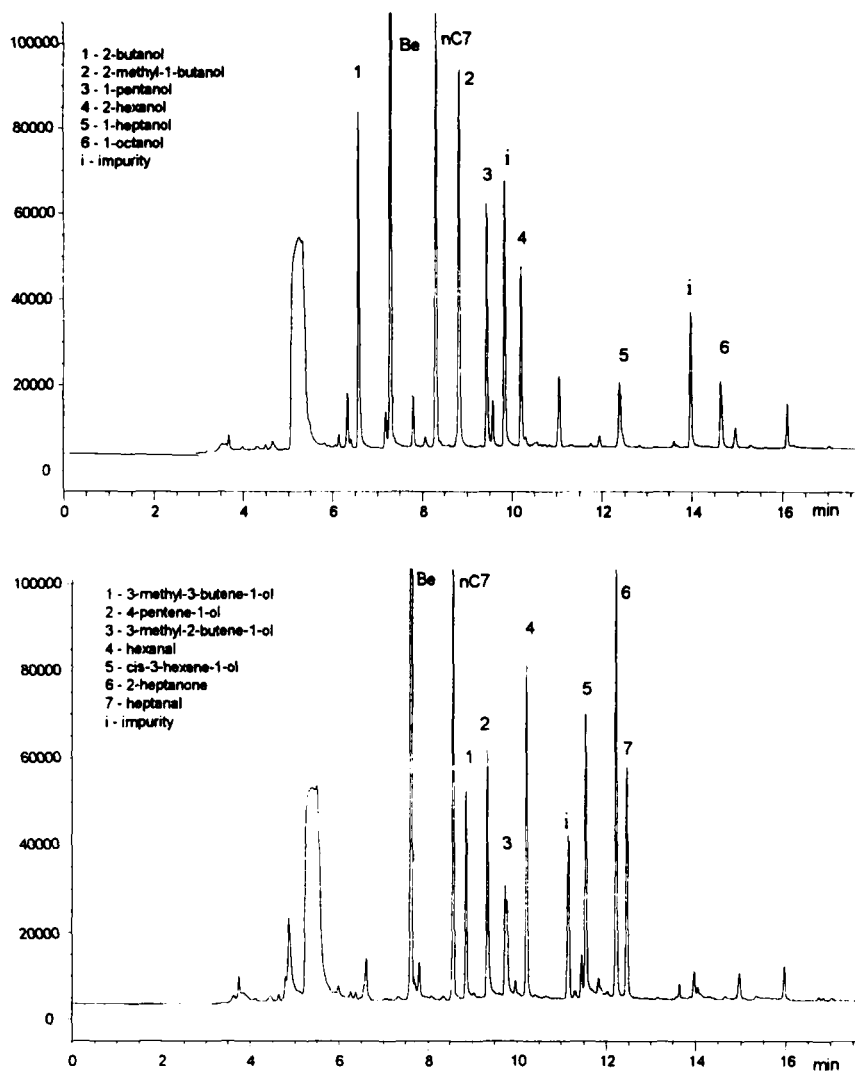 100000
80000
60000
40000
20000
0
1 - 2-butanol
2 - 2-methyl-1-butanol
3 - 1-pentanol
4 - 2-hexanol
5 - 1-heptanol
6 - 1-octanol
i - impurity
1
Be
nC7
2
3
i
4
5
i
6
0 2 4 6 8 10 12 14 16 min
100000
80000
60000
40000
20000
0
1 - 3-methyl-3-butene-1-ol
2 - 4-pentene-1-ol
3 - 3-methyl-2-butene-1-ol
4 - hexanal
5 - cis-3-hexene-1-ol
6 - 2-heptanone
7 - heptanal
i - impurity
Be
nC7
1
2
3
4
i
5
6
7
0 2 4 6 8 10 12 14 16 min